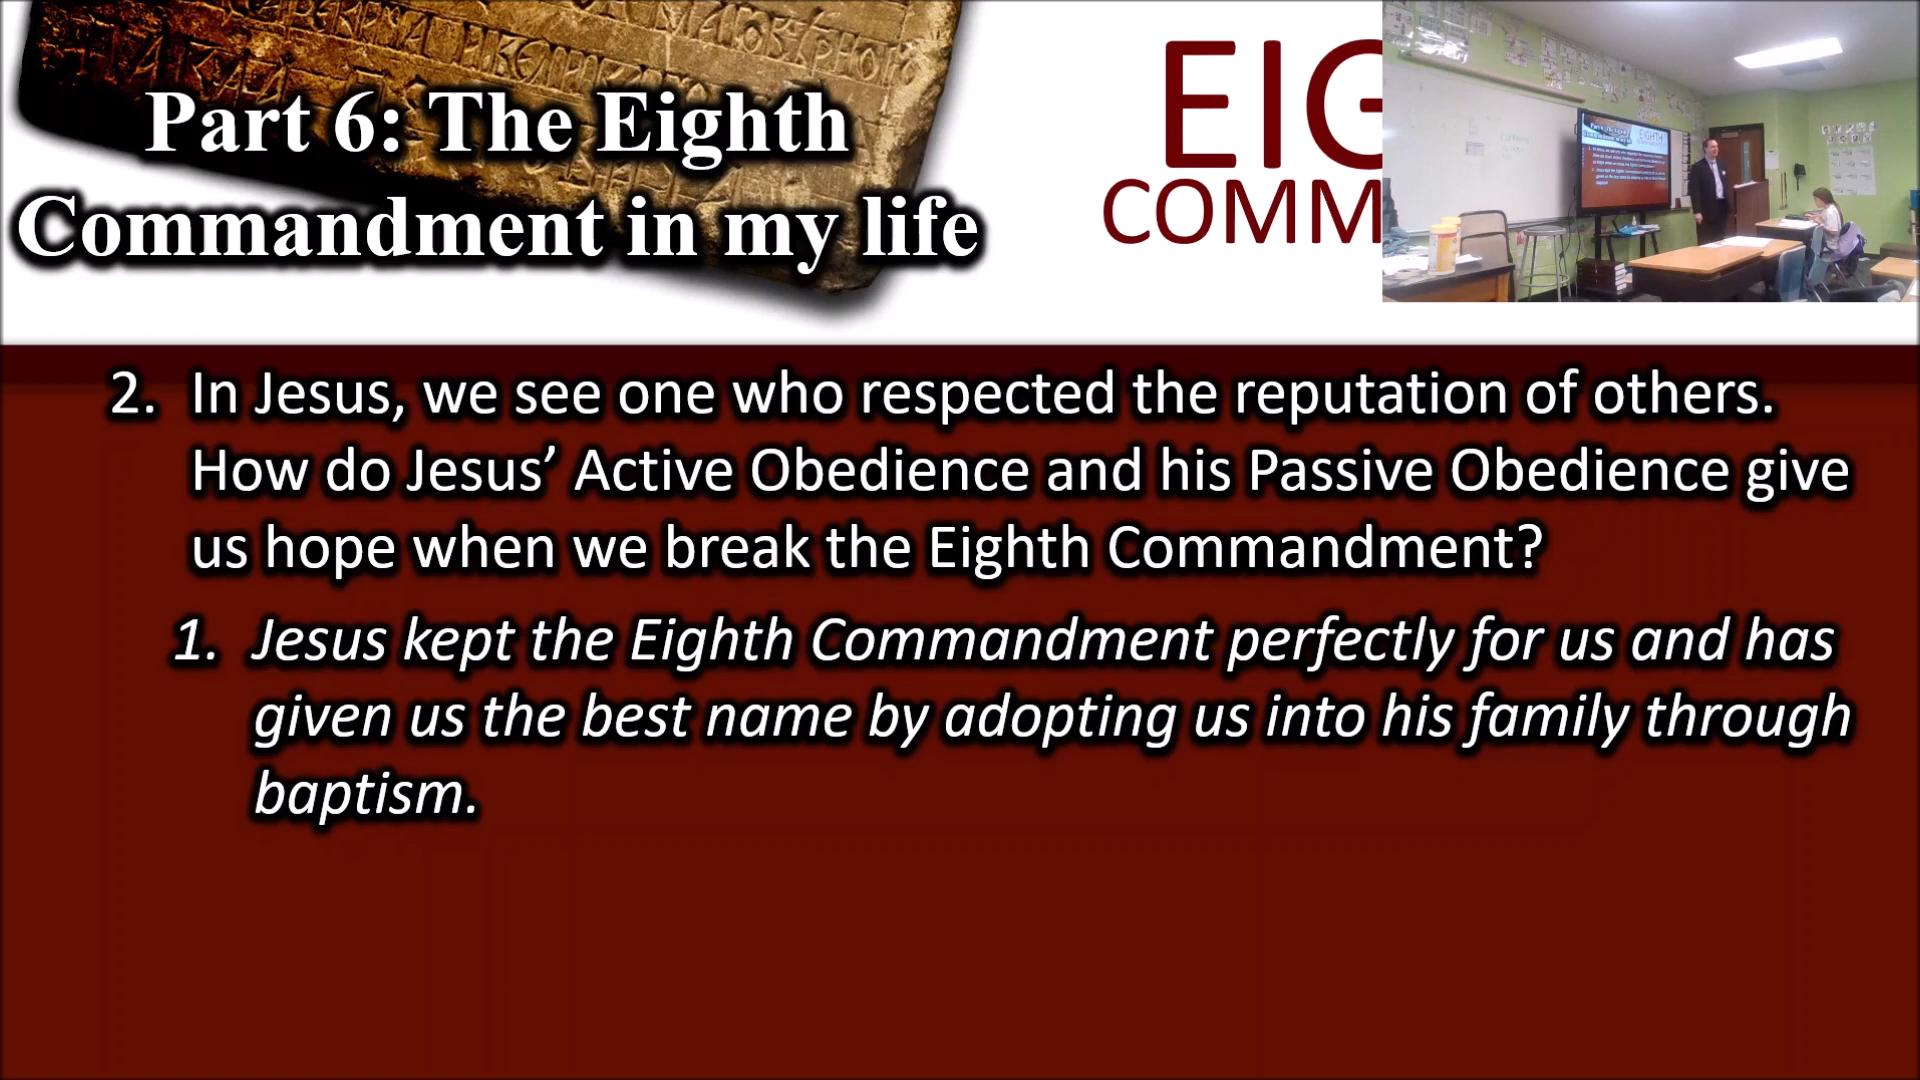 Part 6: The Eighth
Commandment in my life
EIG
COMM
2. In Jesus, we see one who respected the reputation of others.
How do Jesus’ Active Obedience and his Passive Obedience give
us hope when we break the Eighth Commandment?
1. Jesus kept the Eighth Commandment perfectly for us and has
given us the best name by adopting us into his family through
baptism.
EIGHTH